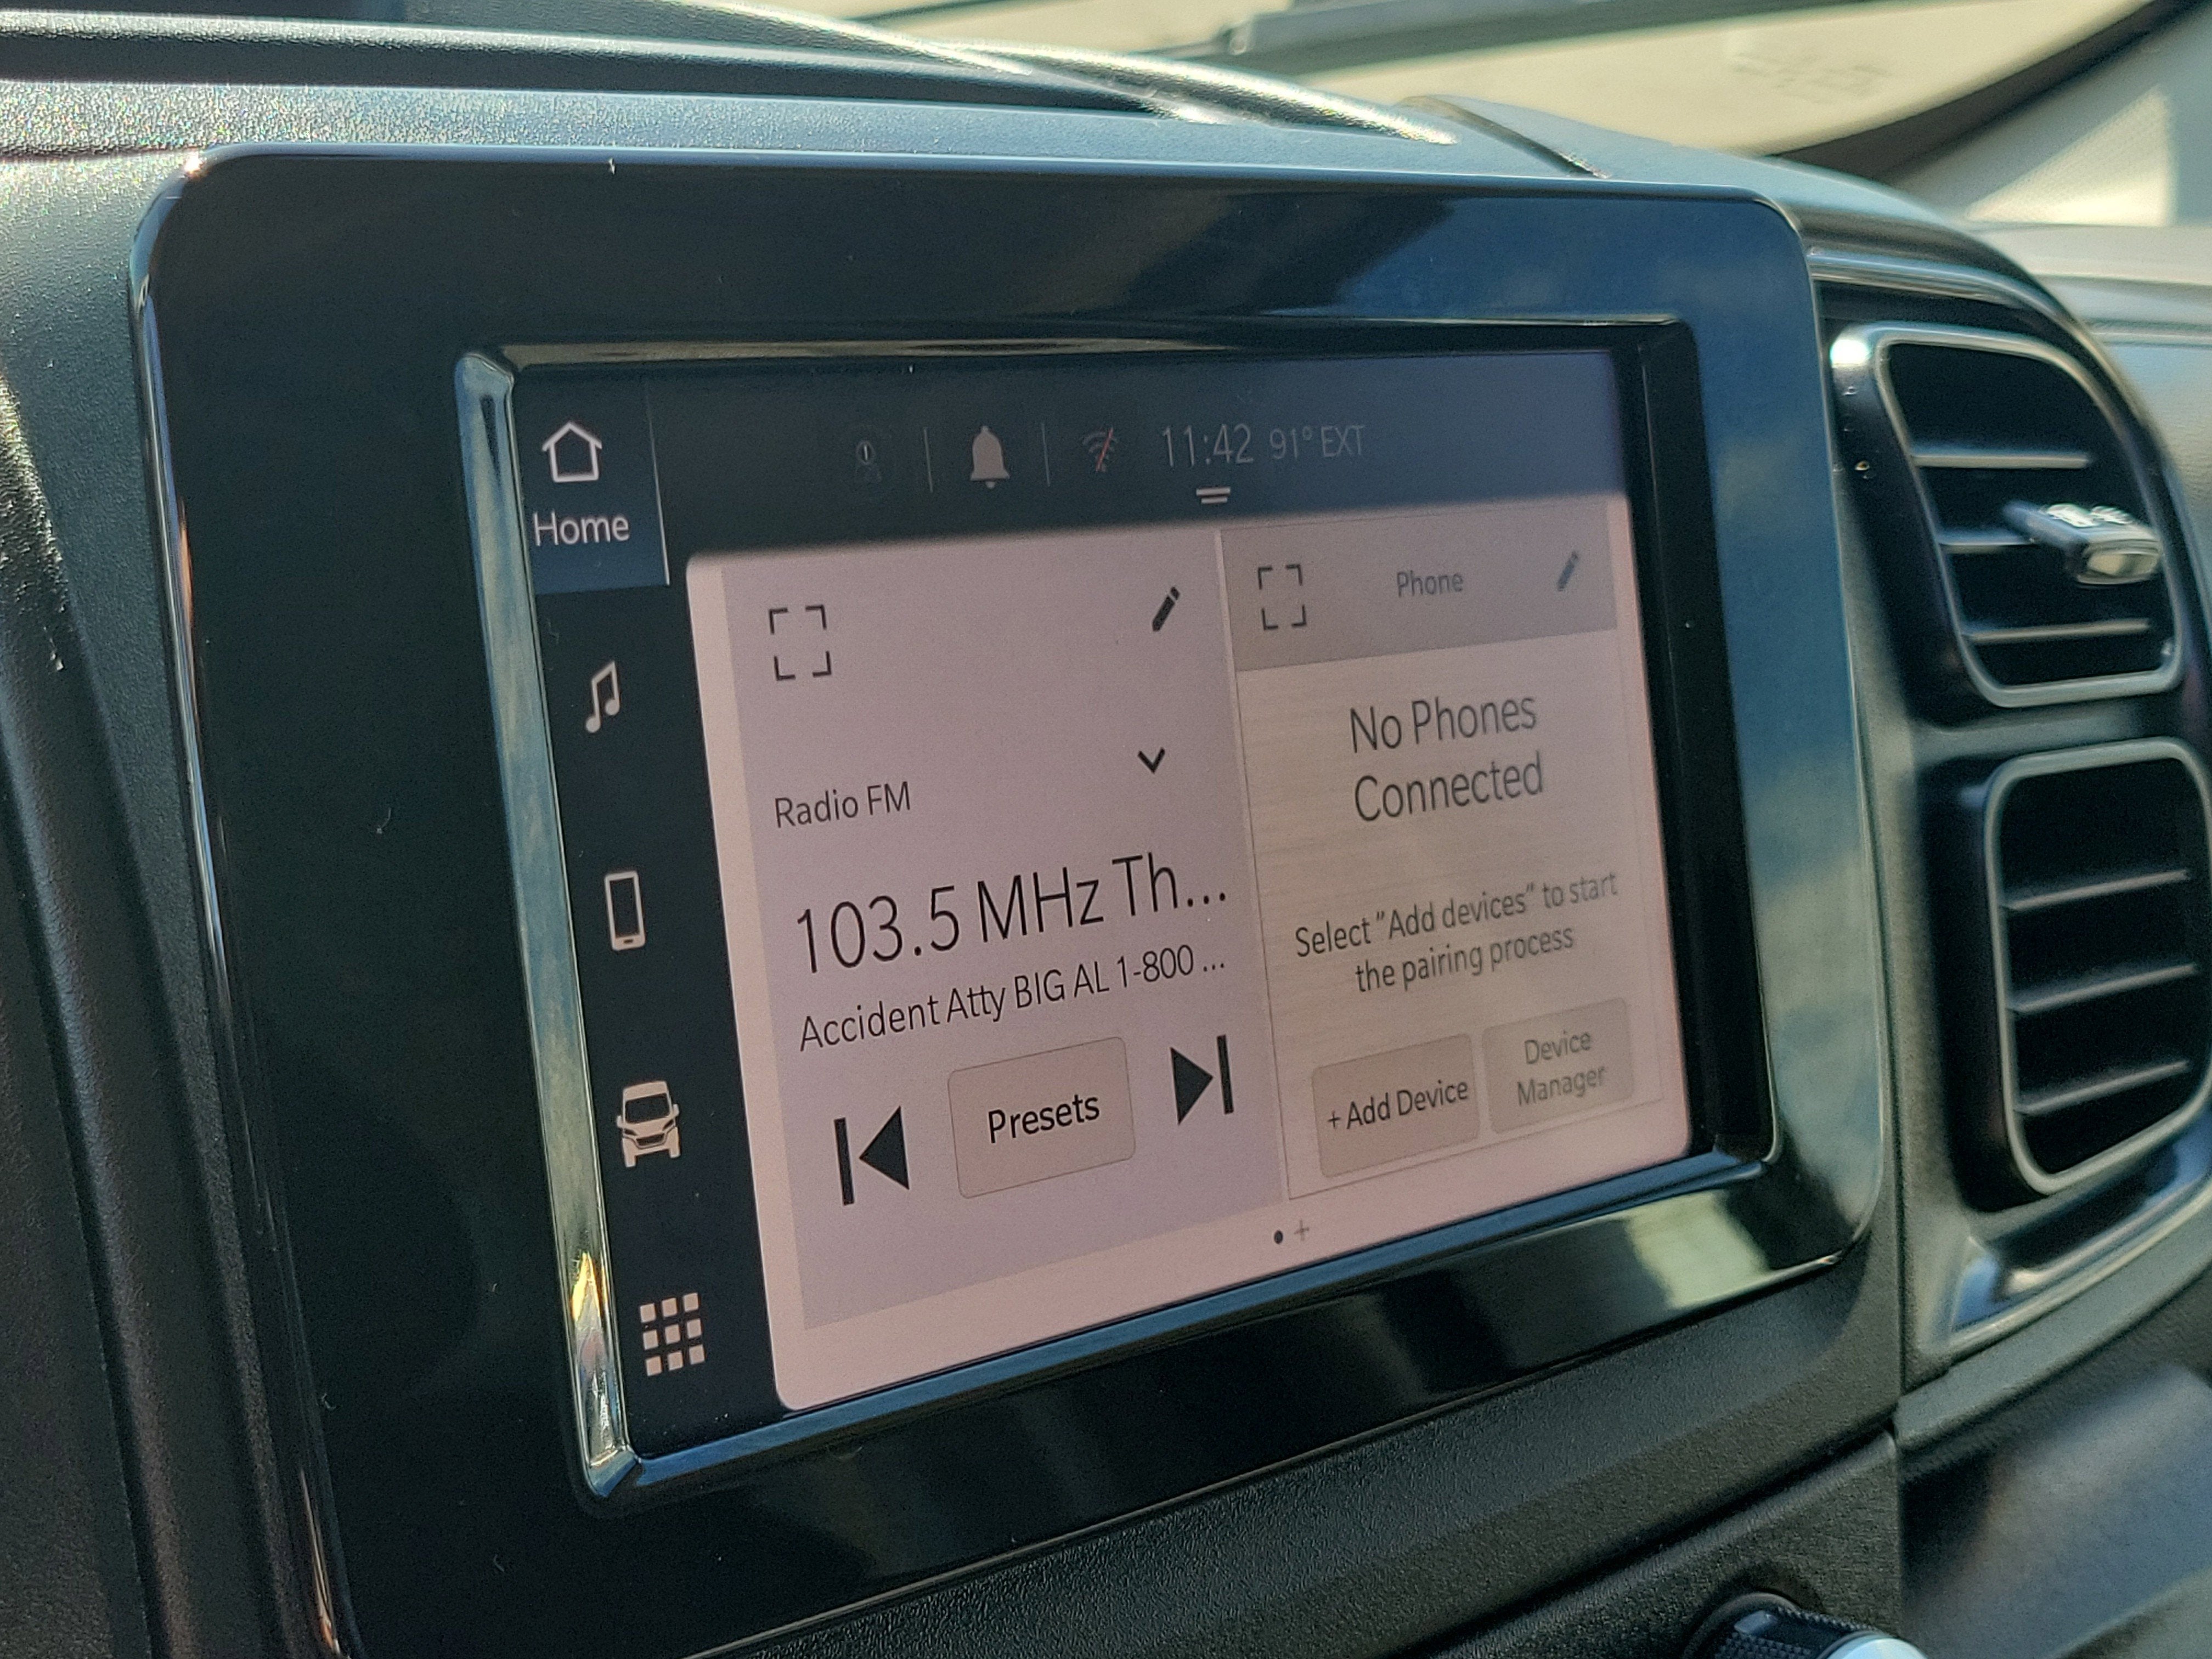 Home
11:42 91° EXT
Radio FM
103.5 MHz Th...
Accident Atty BIG AL 1-800 ...
Presets
Phone
No Phones
Connected
Select "Add devices" to start
the pairing process
+ Add Device
Device
Manager